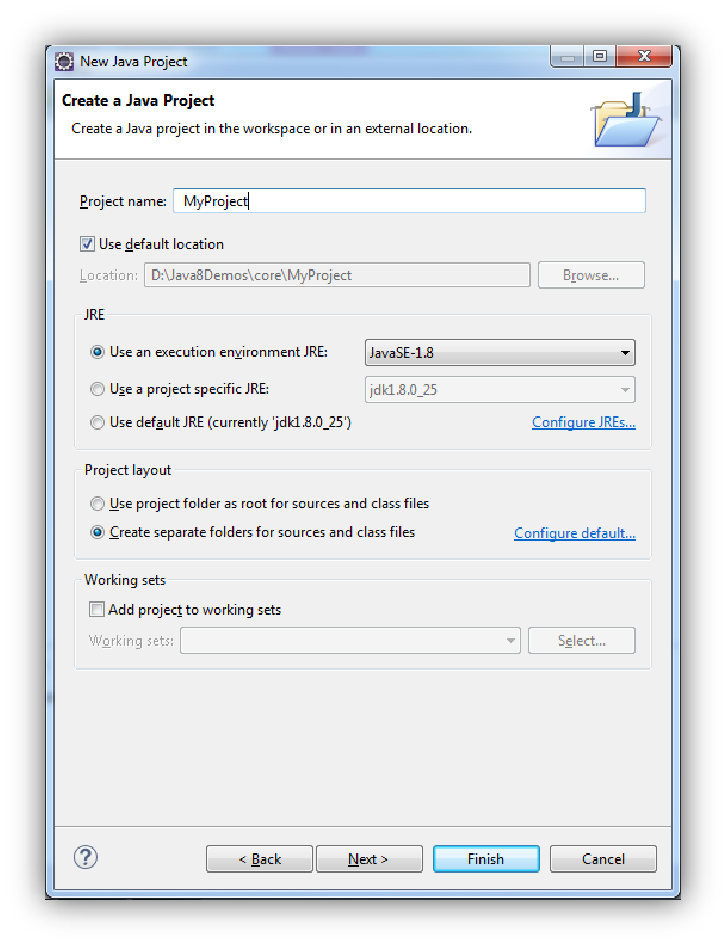 New Java Project
Create a Java Project
Create a Java project in the workspace or in an external location.
Project name: MyProject
Use default location
Location: D:\Java8Demos\core\MyProject Browse...
JRE
Use an execution environment JRE: JavaSE-1.8
Use a project specific JRE: jdk1.8.0_25
Use default JRE (currently 'jdk1.8.0_25') Configure JREs...
Project layout
Use project folder as root for sources and class files
Create separate folders for sources and class files Configure default...
Working sets
Add project to working sets
Working sets: Select...
? < Back Next > Finish Cancel